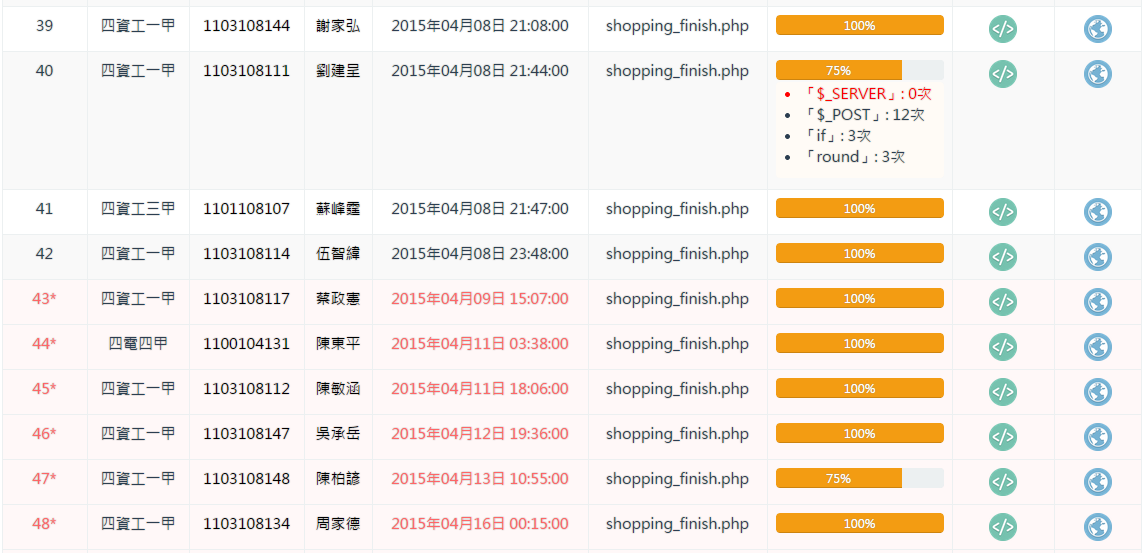 39 四資工一甲 1103108144 謝家弘 2015年04月08日 21:08:00 shopping_finish.php 100%
40 四資工一甲 1103108111 劉建呈 2015年04月08日 21:44:00 shopping_finish.php 75%
• 「$_SERVER」: 0次
• 「$_POST」: 12次
• 「if」: 3次
• 「round」: 3次
41 四資工三甲 1101108107 蘇峰霆 2015年04月08日 21:47:00 shopping_finish.php 100%
42 四資工一甲 1103108114 伍智緯 2015年04月08日 23:48:00 shopping_finish.php 100%
43* 四資工一甲 1103108117 蔡政憲 2015年04月09日 15:07:00 shopping_finish.php 100%
44* 四電四甲 1100104131 陳東平 2015年04月11日 03:38:00 shopping_finish.php 100%
45* 四資工一甲 1103108112 陳敏涵 2015年04月11日 18:06:00 shopping_finish.php 100%
46* 四資工一甲 1103108147 吳承岳 2015年04月12日 19:36:00 shopping_finish.php 100%
47* 四資工一甲 1103108148 陳柏諺 2015年04月13日 10:55:00 shopping_finish.php 75%
48* 四資工一甲 1103108134 周家德 2015年04月16日 00:15:00 shopping_finish.php 100%